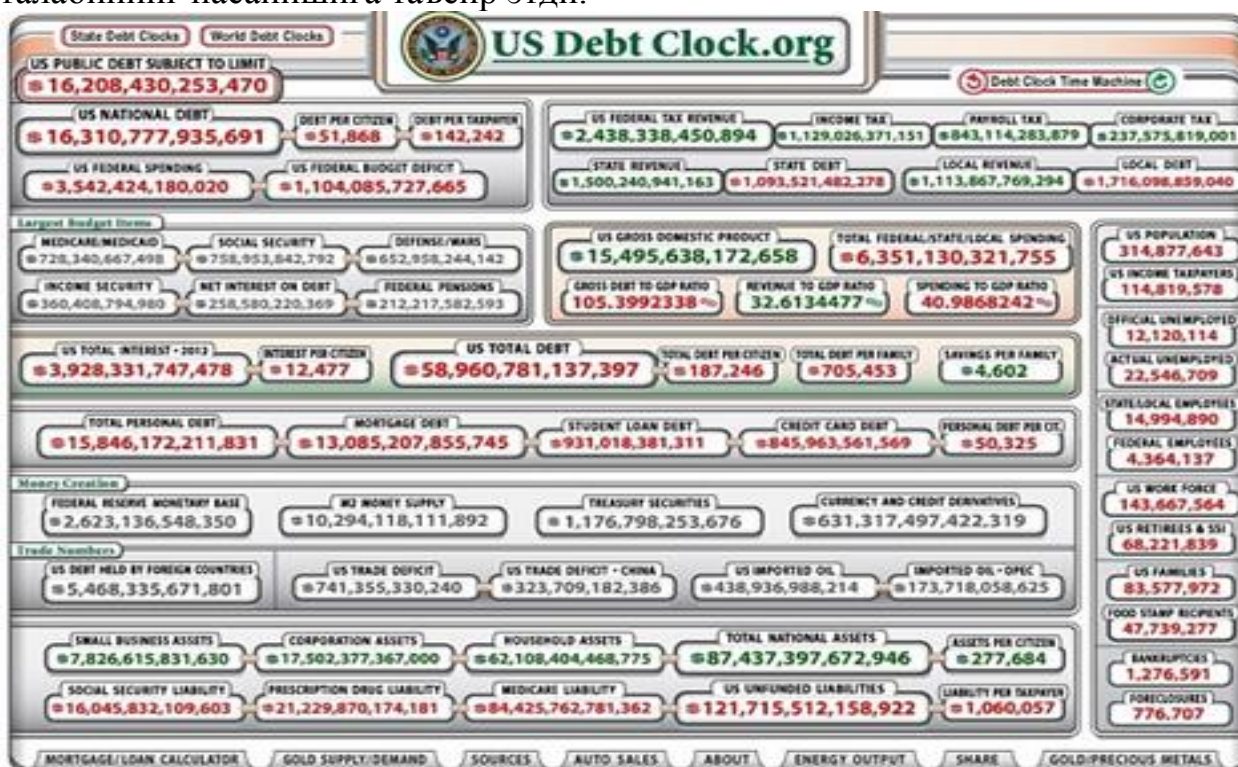 талабининг пасайишига таъсир этди.
State Debt Clocks World Debt Clocks
US Debt Clock.org
US PUBLIC DEBT SUBJECT TO LIMIT
$16,208,430,253,470
Debt Clock Time Machine
US NATIONAL DEBT DEBT PER CITIZEN DEBT PER TAXPAYER
$16,310,777,935,691 $51,868 $142,242
US FEDERAL SPENDING US FEDERAL BUDGET DEFICIT
$3,542,424,180,020 $1,104,085,727,665
US FEDERAL TAX REVENUE INCOME TAX PAYROLL TAX CORPORATE TAX
$2,438,338,450,894 $1,129,026,371,151 $843,114,283,879 $237,575,819,001
STATE REVENUE STATE DEBT LOCAL REVENUE LOCAL DEBT
$1,500,240,941,163 $1,093,521,482,278 $1,113,867,769,294 $1,716,098,859,040
Largest Budget Items
MEDICARE/MEDICAID SOCIAL SECURITY DEFENSE/WARS
$728,340,667,498 $758,953,842,792 $652,958,244,142
INCOME SECURITY NET INTEREST ON DEBT FEDERAL PENSIONS
$360,408,794,980 $258,580,220,369 $212,217,582,593
US GROSS DOMESTIC PRODUCT TOTAL FEDERAL/STATE/LOCAL SPENDING
$15,495,638,172,658 $6,351,130,321,755
GROSS DEBT TO GDP RATIO REVENUE TO GDP RATIO SPENDING TO GDP RATIO
105.3992338% 32.6134477% 40.9868242%
US TOTAL INTEREST - 2012 INTEREST PER CITIZEN US TOTAL DEBT TOTAL DEBT PER CITIZEN TOTAL DEBT PER FAMILY SAVINGS PER FAMILY
$3,928,331,747,478 $12,477 $58,960,781,137,397 $187,246 $705,453 $4,602
TOTAL PERSONAL DEBT MORTGAGE DEBT STUDENT LOAN DEBT CREDIT CARD DEBT PERSONAL DEBT PER CIT.
$15,846,172,211,831 $13,085,207,855,745 $931,018,381,311 $845,963,561,569 $50,325
Money Creation
FEDERAL RESERVE MONETARY BASE M2 MONEY SUPPLY TREASURY SECURITIES CURRENCY AND CREDIT DERIVATIVES
$2,623,136,548,350 $10,294,118,111,892 $1,176,798,253,676 $631,317,497,422,319
Trade Numbers
US DEBT HELD BY FOREIGN COUNTRIES US TRADE DEFICIT US TRADE DEFICIT - CHINA US IMPORTED OIL IMPORTED OIL - OPEC
$5,468,335,671,801 $741,355,330,240 $323,709,182,386 $438,936,988,214 $173,718,058,625
SMALL BUSINESS ASSETS CORPORATION ASSETS HOUSEHOLD ASSETS TOTAL NATIONAL ASSETS ASSETS PER CITIZEN
$7,826,615,831,630 $17,502,377,367,000 $62,108,404,468,775 $87,437,397,672,946 $277,684
SOCIAL SECURITY LIABILITY PRESCRIPTION DRUG LIABILITY MEDICARE LIABILITY US UNFUNDED LIABILITIES LIABILITY PER TAXPAYER
$16,045,832,109,603 $21,229,870,174,181 $84,425,762,781,362 $121,715,512,158,922 $1,060,057
US POPULATION
314,877,643
US INCOME TAXPAYERS
114,819,578
OFFICIAL UNEMPLOYED
12,120,114
ACTUAL UNEMPLOYED
22,546,709
STATE/LOCAL EMPLOYEES
14,994,890
FEDERAL EMPLOYEES
4,364,137
US WORK FORCE
143,667,564
US RETIREES & SSI
68,221,839
US FAMILIES
83,577,972
FOOD STAMP RECIPIENTS
47,739,277
BANKRUPTCIES
1,276,591
FORECLOSURES
776,707
MORTGAGE/LOAN CALCULATOR GOLD SUPPLY/DEMAND SOURCES AUTO SALES ABOUT ENERGY OUTPUT SHARE GOLD/PRECIOUS METALS